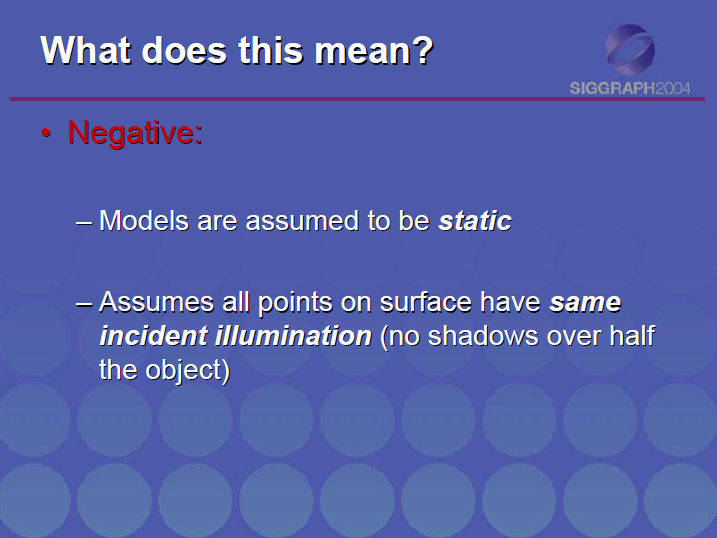 What does this mean?
SIGGRAPH2004
• Negative:
– Models are assumed to be static
– Assumes all points on surface have same
incident illumination (no shadows over half
the object)